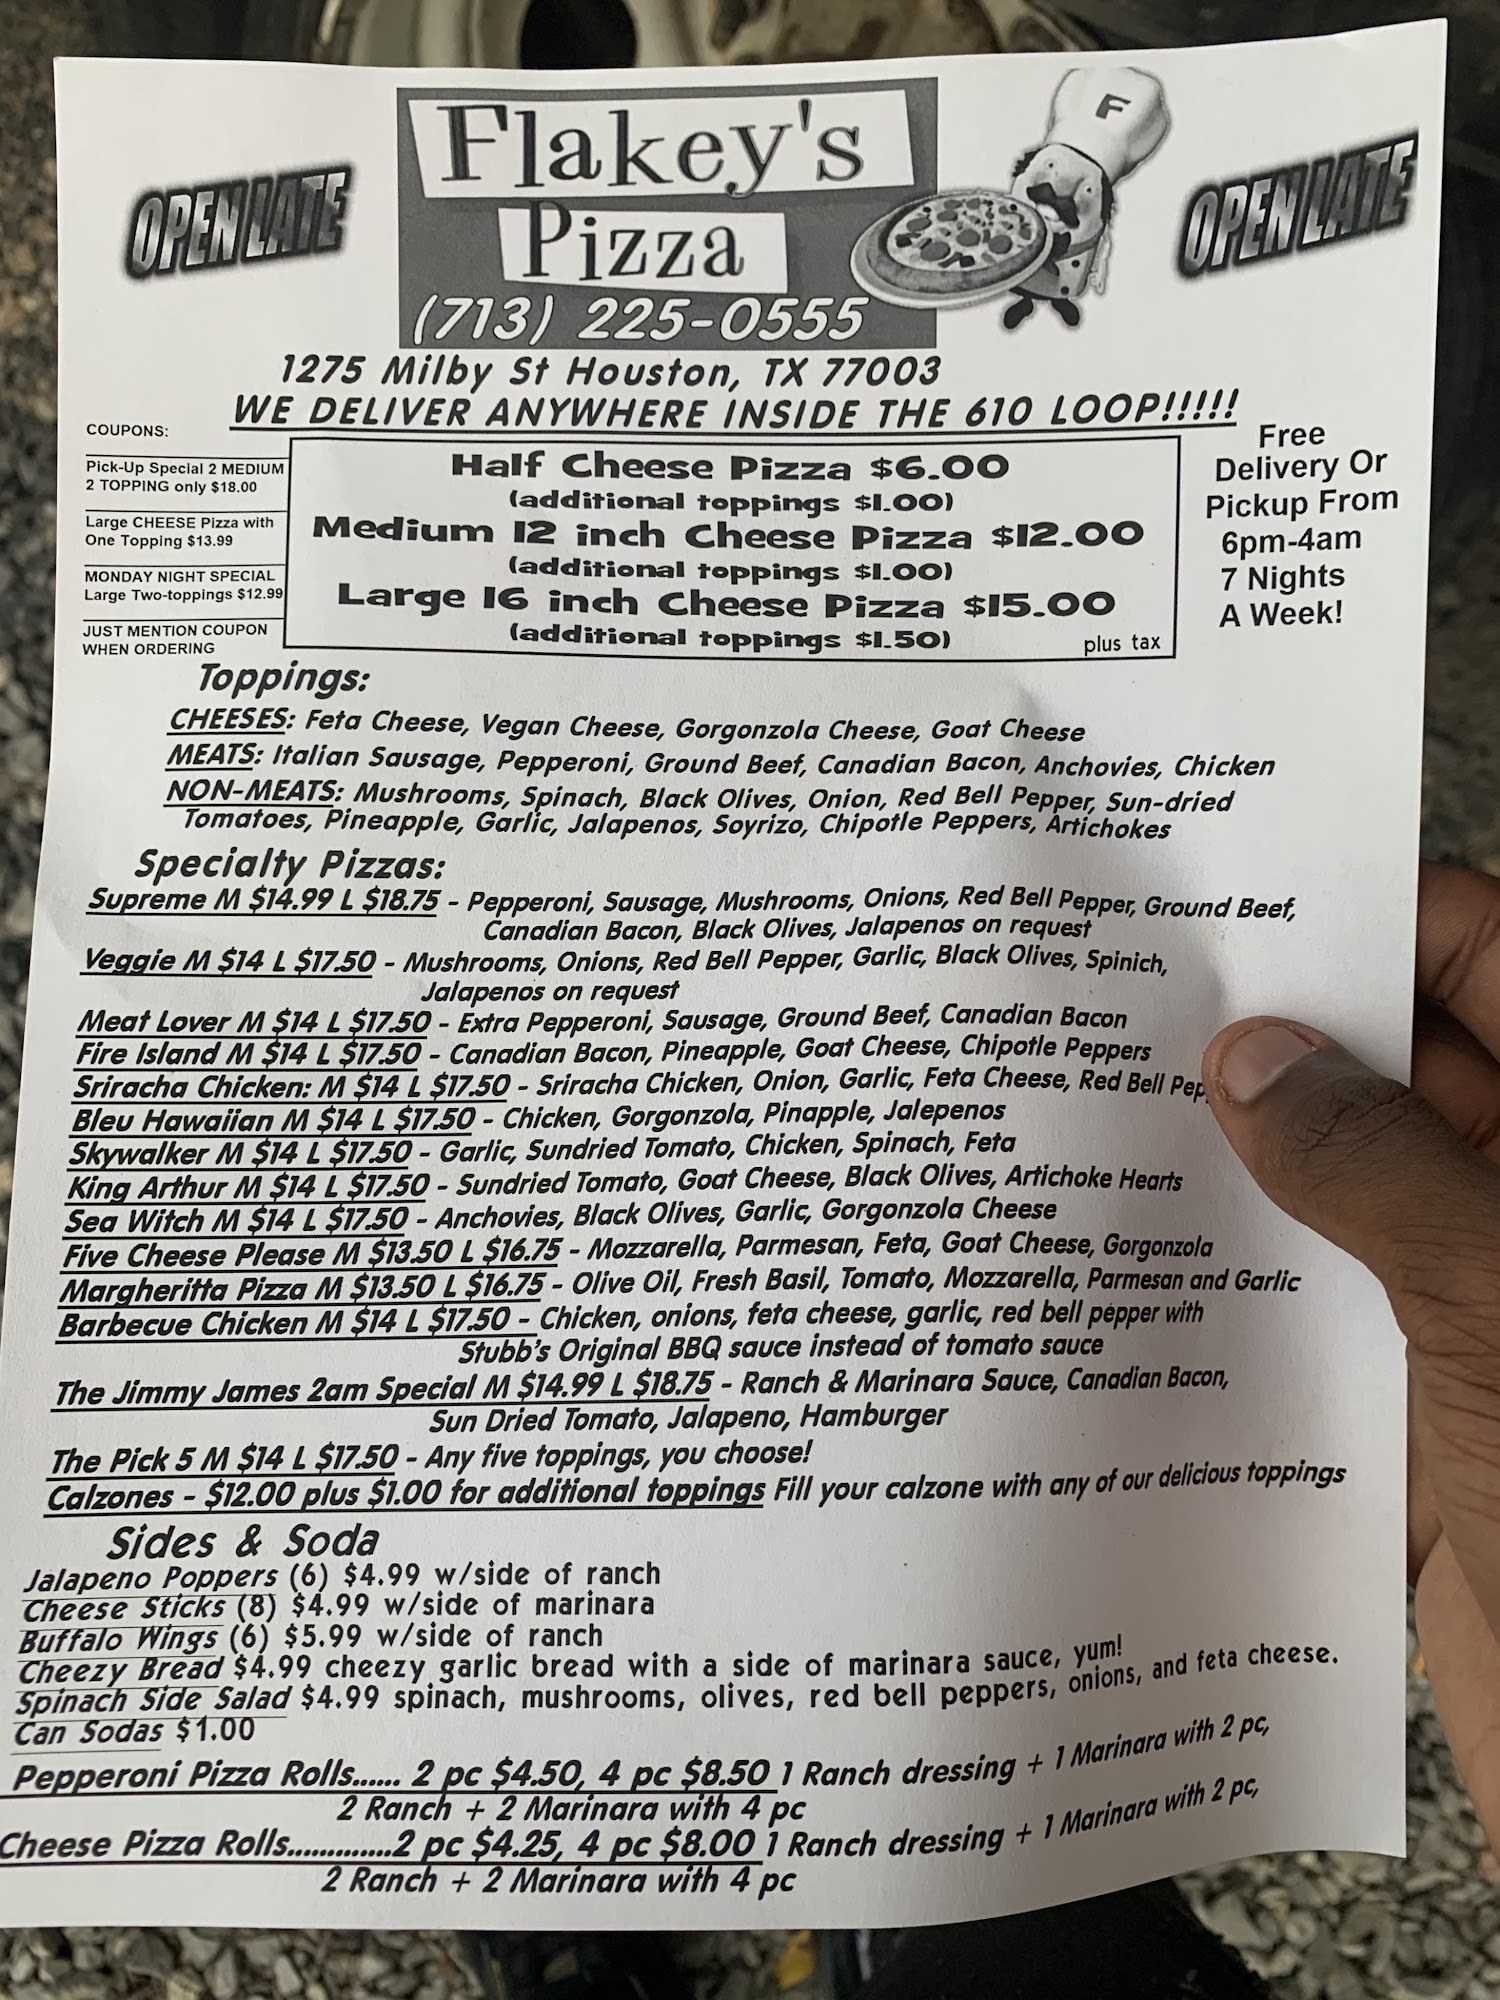 OPEN LATE
Flakey's
Pizza
F
OPEN LATE
(713) 225-0555
1275 Milby St Houston, TX 77003
WE DELIVER ANYWHERE INSIDE THE 610 LOOP!!!!!
COUPONS:
Pick-Up Special 2 MEDIUM
2 TOPPING only $18.00
Large CHEESE Pizza with
One Topping $13.99
MONDAY NIGHT SPECIAL
Large Two-toppings $12.99
JUST MENTION COUPON
WHEN ORDERING
Half Cheese Pizza $6.00
(additional toppings $1.00)
Medium 12 inch Cheese Pizza $12.00
(additional toppings $1.00)
Large 16 inch Cheese Pizza $15.00
(additional toppings $1.50)
plus tax
Free
Delivery Or
Pickup From
6pm-4am
7 Nights
A Week!
Toppings:
CHEESES: Feta Cheese, Vegan Cheese, Gorgonzola Cheese, Goat Cheese
MEATS: Italian Sausage, Pepperoni, Ground Beef, Canadian Bacon, Anchovies, Chicken
NON-MEATS: Mushrooms, Spinach, Black Olives, Onion, Red Bell Pepper, Sun-dried
Tomatoes, Pineapple, Garlic, Jalapenos, Soyrizo, Chipotle Peppers, Artichokes
Specialty Pizzas:
Supreme M $14.99 L $18.75 - Pepperoni, Sausage, Mushrooms, Onions, Red Bell Pepper, Ground Beef,
Canadian Bacon, Black Olives, Jalapenos on request
Veggie M $14 L $17.50 - Mushrooms, Onions, Red Bell Pepper, Garlic, Black Olives, Spinich,
Jalapenos on request
Meat Lover M $14 L $17.50 - Extra Pepperoni, Sausage, Ground Beef, Canadian Bacon
Fire Island M $14 L $17.50 - Canadian Bacon, Pineapple, Goat Cheese, Chipotle Peppers
Sriracha Chicken: M $14 L $17.50 - Sriracha Chicken, Onion, Garlic, Feta Cheese, Red Bell Pep
Bleu Hawaiian M $14 L $17.50 - Chicken, Gorgonzola, Pinapple, Jalepenos
Skywalker M $14 L $17.50 - Garlic, Sundried Tomato, Chicken, Spinach, Feta
King Arthur M $14 L $17.50 - Sundried Tomato, Goat Cheese, Black Olives, Artichoke Hearts
Sea Witch M $14 L $17.50 - Anchovies, Black Olives, Garlic, Gorgonzola Cheese
Five Cheese Please M $13.50 L $16.75 - Mozzarella, Parmesan, Feta, Goat Cheese, Gorgonzola
Margheritta Pizza M $13.50 L $16.75 - Olive Oil, Fresh Basil, Tomato, Mozzarella, Parmesan and Garlic
Barbecue Chicken M $14 L $17.50 - Chicken, onions, feta cheese, garlic, red bell pepper with
Stubb's Original BBQ sauce instead of tomato sauce
The Jimmy James 2am Special M $14.99 L $18.75 - Ranch & Marinara Sauce, Canadian Bacon,
Sun Dried Tomato, Jalapeno, Hamburger
The Pick 5 M $14 L $17.50 - Any five toppings, you choose!
Calzones - $12.00 plus $1.00 for additional toppings Fill your calzone with any of our delicious toppings
Sides & Soda
Jalapeno Poppers (6) $4.99 w/side of ranch
Cheese Sticks (8) $4.99 w/side of marinara
Buffalo Wings (6) $5.99 w/side of ranch
Cheezy Bread $4.99 cheezy garlic bread with a side of marinara sauce, yum!
Spinach Side Salad $4.99 spinach, mushrooms, olives, red bell peppers, onions, and feta cheese.
Can Sodas $1.00
Pepperoni Pizza Rolls...... 2 pc $4.50, 4 pc $8.50 1 Ranch dressing + 1 Marinara with 2 pc,
2 Ranch + 2 Marinara with 4 pc
Cheese Pizza Rolls.............2 pc $4.25, 4 pc $8.00 1 Ranch dressing + 1 Marinara with 2 pc,
2 Ranch + 2 Marinara with 4 pc